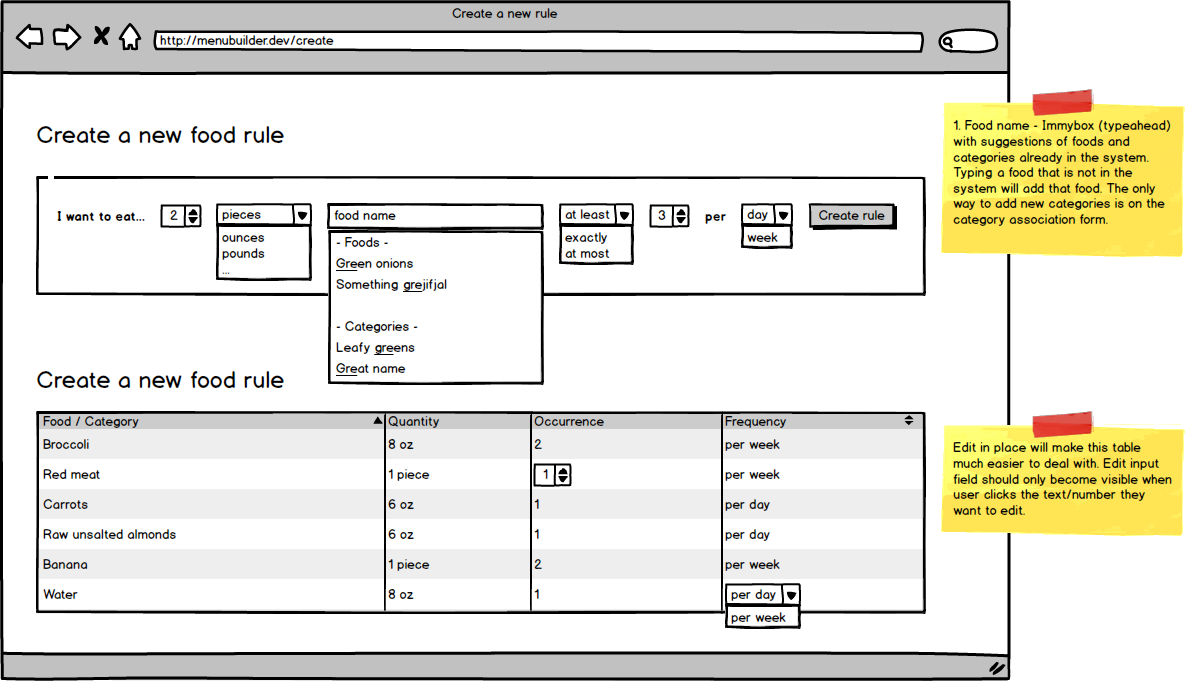 Create a new rule
http://menubuilder.dev/create
Create a new food rule
I want to eat... 2 pieces food name at least 3 per day Create rule
ounces
pounds
...
- Foods -
Green onions
Something grejifjal
- Categories -
Leafy greens
Great name
exactly
at most
week
1. Food name - Immybox (typeahead)
with suggestions of foods and
categories already in the system.
Typing a food that is not in the
system will add that food. The only
way to add new categories is on the
category association form.
Create a new food rule
Food / Category Quantity Occurrence Frequency
Broccoli 8 oz 2 per week
Red meat 1 piece 1 per week
Carrots 6 oz 1 per day
Raw unsalted almonds 6 oz 1 per day
Banana 1 piece 2 per week
Water 8 oz 1 per day
per week
Edit in place will make this table
much easier to deal with. Edit input
field should only become visible when
user clicks the text/number they
want to edit.